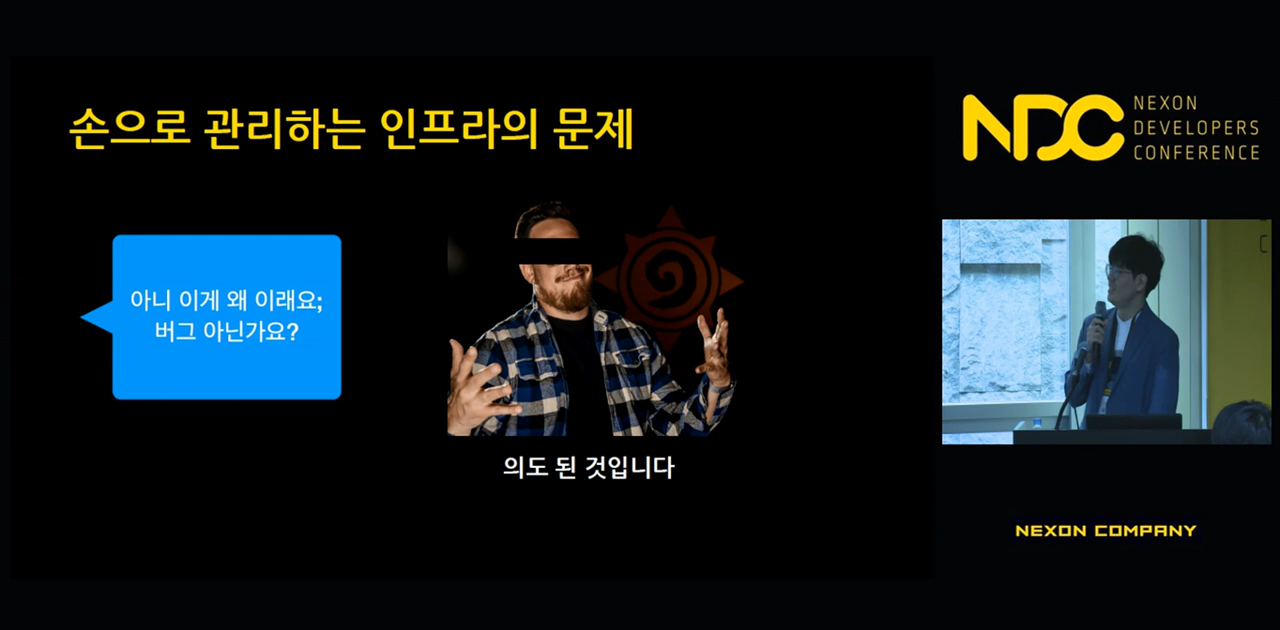 손으로 관리하는 인프라의 문제
아니 이게 왜 이래요;
버그 아닌가요?
의도 된 것입니다
NDC
NEXON
DEVELOPERS
CONFERENCE
NEXON COMPANY